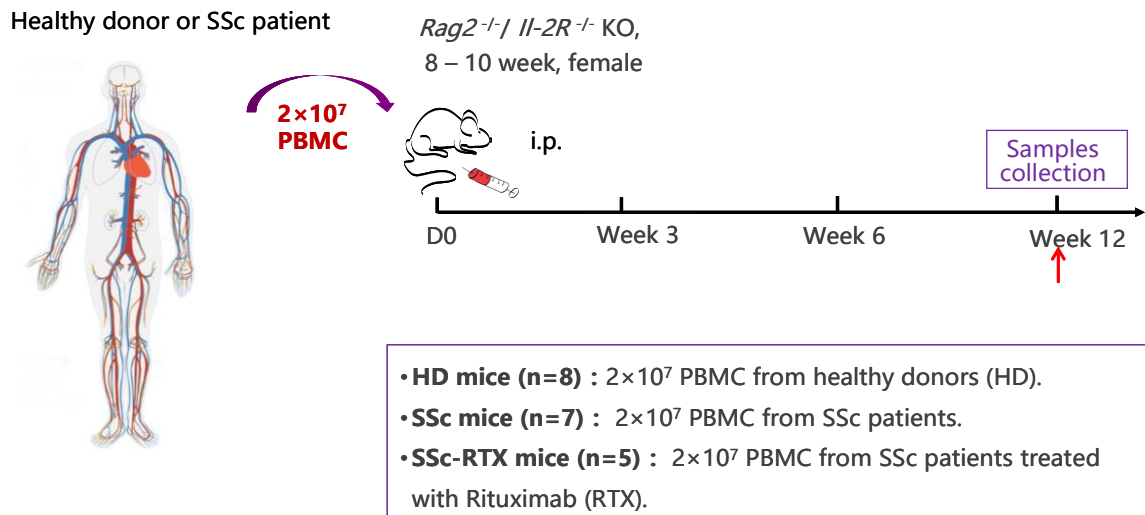 Healthy donor or SSc patient
Rag2 -/-/ Il-2R -/- KO,
8 – 10 week, female
2×10⁷
PBMC
i.p.
Samples
collection
D0
Week 3
Week 6
Week 12
•HD mice (n=8) : 2×10⁷ PBMC from healthy donors (HD).
•SSc mice (n=7) : 2×10⁷ PBMC from SSc patients.
•SSc-RTX mice (n=5) : 2×10⁷ PBMC from SSc patients treated
with Rituximab (RTX).